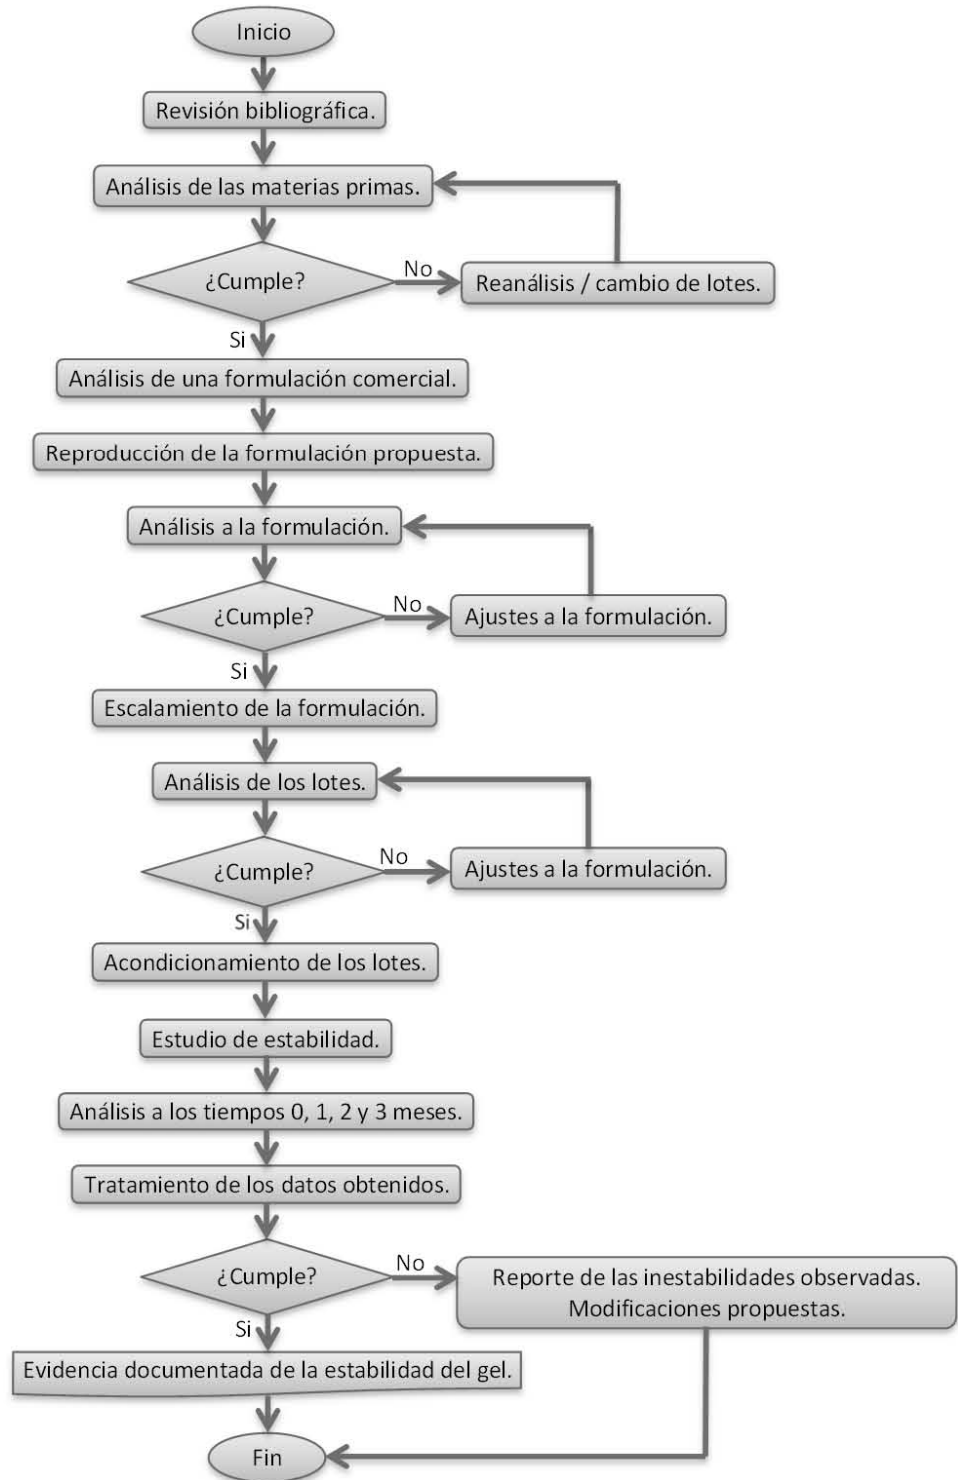 Inicio
Revisión bibliográfica.
Análisis de las materias primas.
¿Cumple?
No
Reanálisis / cambio de lotes.
Si
Análisis de una formulación comercial.
Reproducción de la formulación propuesta.
Análisis a la formulación.
¿Cumple?
No
Ajustes a la formulación.
Si
Escalamiento de la formulación.
Análisis de los lotes.
¿Cumple?
No
Ajustes a la formulación.
Si
Acondicionamiento de los lotes.
Estudio de estabilidad.
Análisis a los tiempos 0, 1, 2 y 3 meses.
Tratamiento de los datos obtenidos.
¿Cumple?
No
Reporte de las inestabilidades observadas.
Modificaciones propuestas.
Si
Evidencia documentada de la estabilidad del gel.
Fin